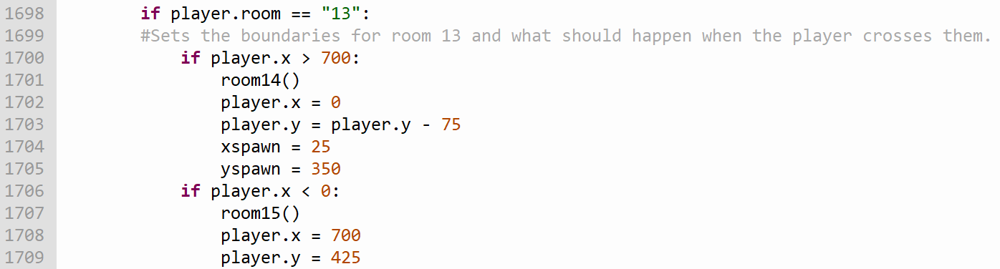 1698         if player.room == "13":
1699         #Sets the boundaries for room 13 and what should happen when the player crosses them.
1700             if player.x > 700:
1701                 room14()
1702                 player.x = 0
1703                 player.y = player.y - 75
1704                 xspawn = 25
1705                 yspawn = 350
1706             if player.x < 0:
1707                 room15()
1708                 player.x = 700
1709                 player.y = 425